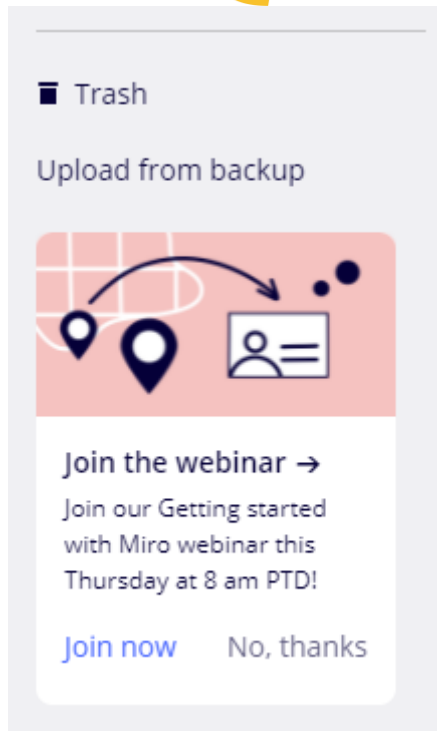 Trash
Upload from backup
Join the webinar →
Join our Getting started
with Miro webinar this
Thursday at 8 am PTD!
Join now No, thanks